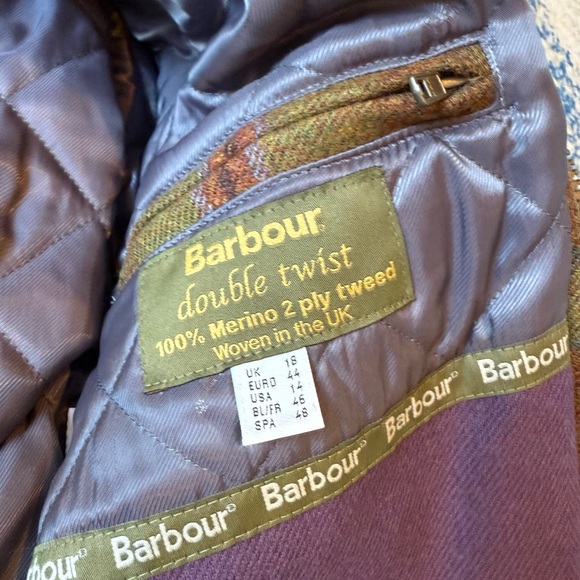 Barbour
double twist
100% Merino 2 ply tweed
Woven in the UK
UK 18
EURO 44
USA 14
BL/FR 46
SPA 48
Barbour
Barbour
Barbour
Barbour
bour